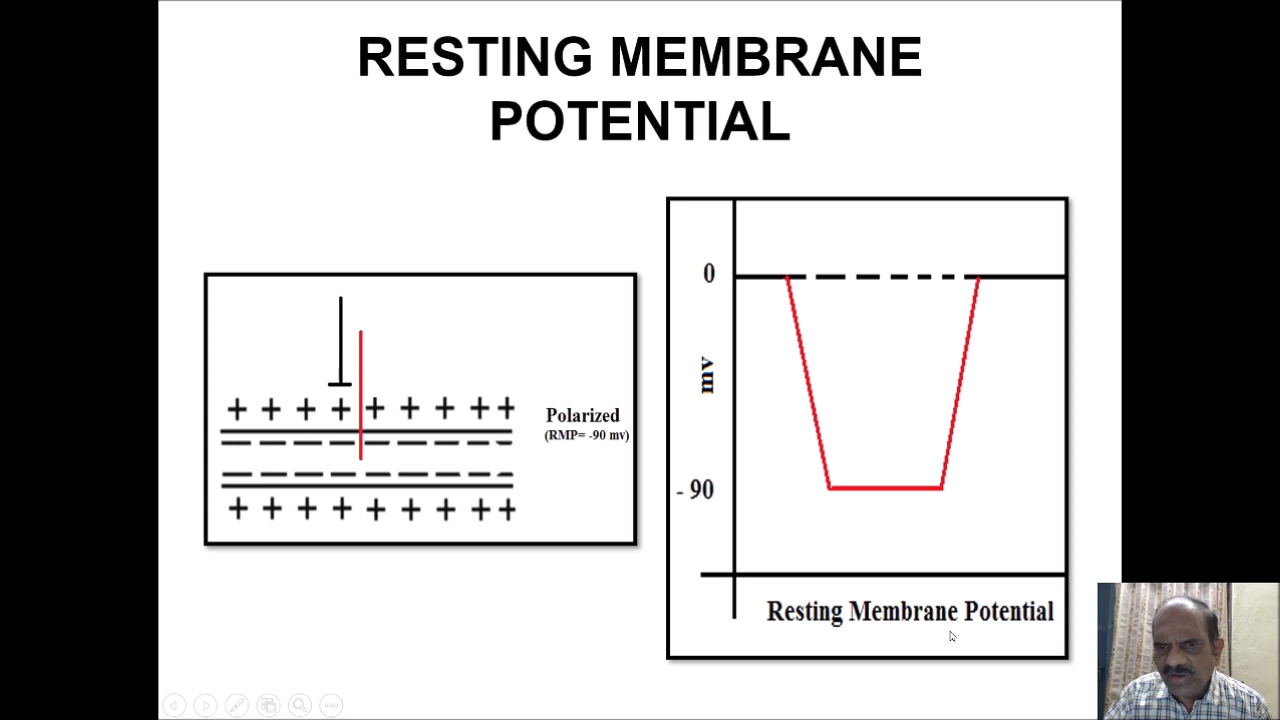 RESTING MEMBRANE
POTENTIAL
+ + + + + + + + +
Polarized
(RMP= -90 mv)
+ + + + + + + + +
0
mv
- 90
Resting Membrane Potential